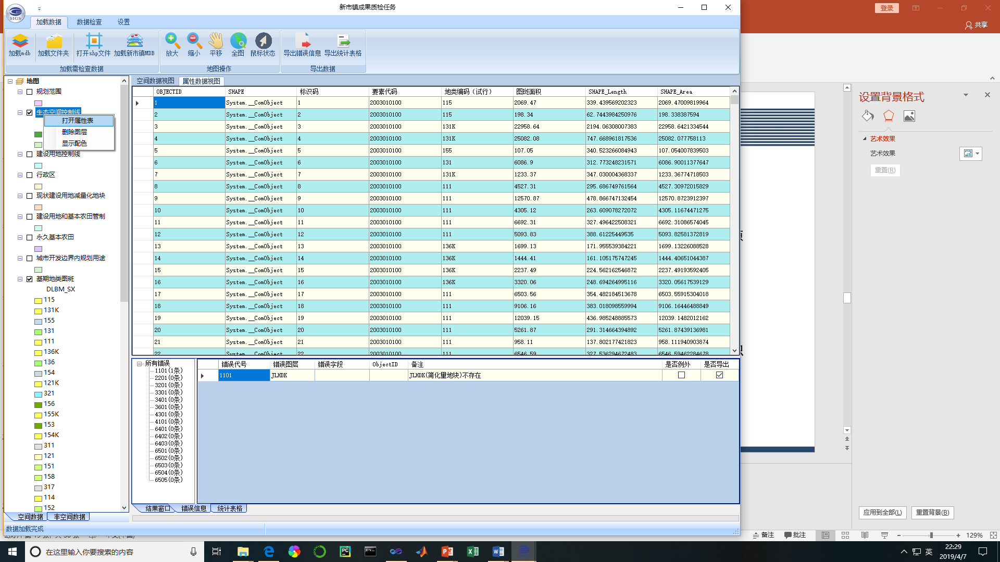 新市镇成果质检任务
登录
SIGS
加载数据 数据检查 设置
共享
加载mdb 加载文件夹 打开shp文件 加载新市镇MDB 放大 缩小 平移 全图 鼠标状态 导出错误信息 导出统计表格
加载需检查数据 地图操作 导出数据
地图
规划范围
生态空间控制线
打开属性表
删除图层
显示配色
建设用地控制线
行政区
现状建设用地减量化地块
建设用地和基本农田管制
永久基本农田
城市开发边界内规划用途
基期地类图斑
DLBM_SX
115
131K
155
131
111
136K
136
154
121K
321
156
155K
153
154K
311
121
151
158
317
114
152
空间数据 非空间数据
数据加载完成
空间数据视图 属性数据视图
OBJECTID SHAPE 标识码 要素代码 地类编码（试行） 图斑面积 SHAPE_Length SHAPE_Area
1 System.__ComObject 1 2003010100 115 2069.47 339.439569202323 2069.47009819964
2 System.__ComObject 2 2003010100 115 198.34 62.7443984250976 198.338387594
3 System.__ComObject 3 2003010100 131K 22958.64 2194.06308007383 22958.6421334544
4 System.__ComObject 4 2003010100 131K 25082.08 747.668961817536 25082.077758113
5 System.__ComObject 5 2003010100 155 107.05 340.523266084943 107.054007839503
6 System.__ComObject 6 2003010100 131 6086.9 312.773248231571 6086.90011377647
7 System.__ComObject 7 2003010100 131K 1233.37 347.030004368337 1233.36774718503
8 System.__ComObject 8 2003010100 111 4527.31 295.686749761564 4527.30972015829
9 System.__ComObject 9 2003010100 111 12570.87 478.866747132454 12570.8723912397
10 System.__ComObject 10 2003010100 111 4305.12 263.609078272072 4305.11674471275
11 System.__ComObject 11 2003010100 111 6692.31 327.496422508321 6692.31086574045
12 System.__ComObject 12 2003010100 111 5093.83 388.61225449535 5093.82581372819
13 System.__ComObject 13 2003010100 136K 1699.13 171.955539384221 1699.13226088528
14 System.__ComObject 14 2003010100 136K 1444.41 161.105175747245 1444.40651044387
15 System.__ComObject 15 2003010100 136K 2237.49 224.562162546872 2237.49193592405
16 System.__ComObject 16 2003010100 136K 3320.06 248.694264995116 3320.05617539129
17 System.__ComObject 17 2003010100 111 6503.56 354.482184513678 6503.55915304018
18 System.__ComObject 18 2003010100 111 9106.16 383.018098559994 9106.16446488849
19 System.__ComObject 19 2003010100 111 12039.15 436.985248885573 12039.1482012162
20 System.__ComObject 20 2003010100 111 5261.87 291.314664394892 5261.87439136981
21 System.__ComObject 21 2003010100 111 958.11 137.802177421823 958.111940903874
22 System.__ComObject 22 2003010100 111 6546.59 327.536294672483 6546.59462284678
所有错误
1101(1条)
2201(0条)
3201(0条)
3301(0条)
3401(0条)
3601(0条)
4301(0条)
4101(0条)
6401(0条)
6402(0条)
6403(0条)
6501(0条)
6502(0条)
6503(0条)
6504(0条)
6505(0条)
错误代号 错误图层 错误字段 ObjectID 备注 是否例外 是否导出
1101 JLHDK JLHDK(简化量地块)不存在
结果窗口 错误信息 统计表格
设置背景格式
艺术效果
艺术效果
重置(R)
应用到全部(L) 重置背景(B)
备注 批注 129%
在这里输入你要搜索的内容
英
22:29
2019/4/7